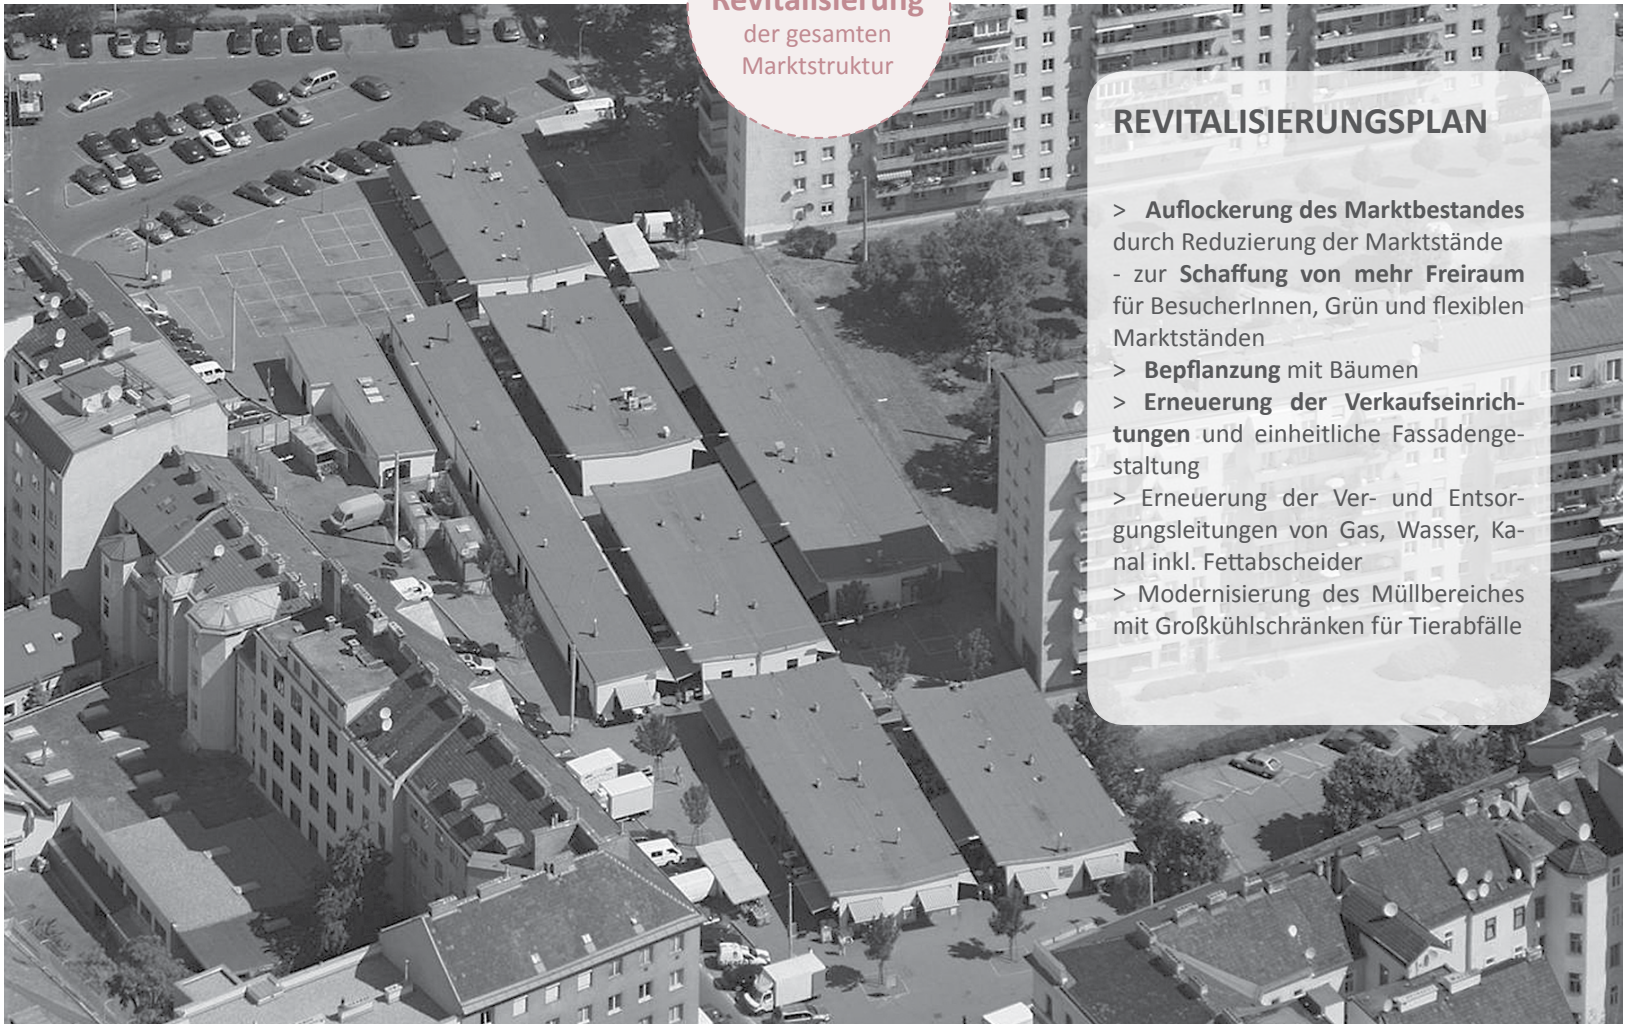 Revitalisierung
der gesamten
Marktstruktur
REVITALISIERUNGSPLAN
> Auflockerung des Marktbestandes
durch Reduzierung der Marktstände
- zur Schaffung von mehr Freiraum
für BesucherInnen, Grün und flexiblen
Marktständen
> Bepflanzung mit Bäumen
> Erneuerung der Verkaufseinrich-
tungen und einheitliche Fassadenge-
staltung
> Erneuerung der Ver- und Entsor-
gungsleitungen von Gas, Wasser, Ka-
nal inkl. Fettabscheider
> Modernisierung des Müllbereiches
mit Großkühlschränken für Tierabfälle